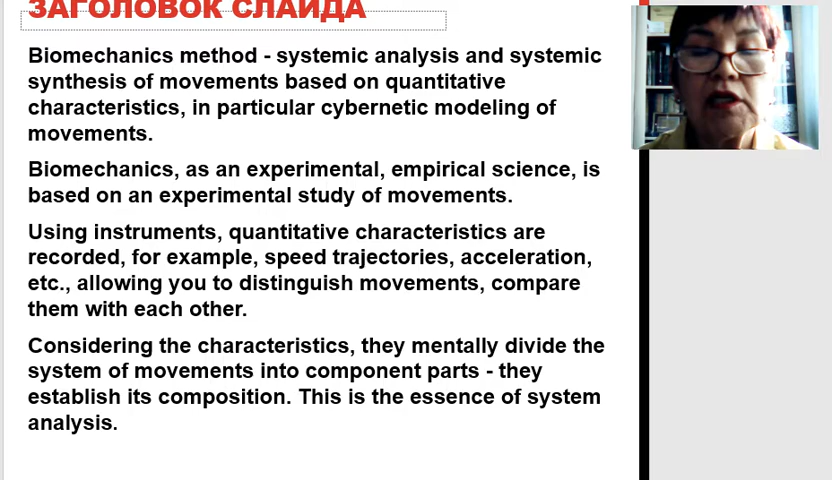 ЗАГОЛОВОК СЛАЙДА
Biomechanics method - systemic analysis and systemic
synthesis of movements based on quantitative
characteristics, in particular cybernetic modeling of
movements.
Biomechanics, as an experimental, empirical science, is
based on an experimental study of movements.
Using instruments, quantitative characteristics are
recorded, for example, speed trajectories, acceleration,
etc., allowing you to distinguish movements, compare
them with each other.
Considering the characteristics, they mentally divide the
system of movements into component parts - they
establish its composition. This is the essence of system
analysis.